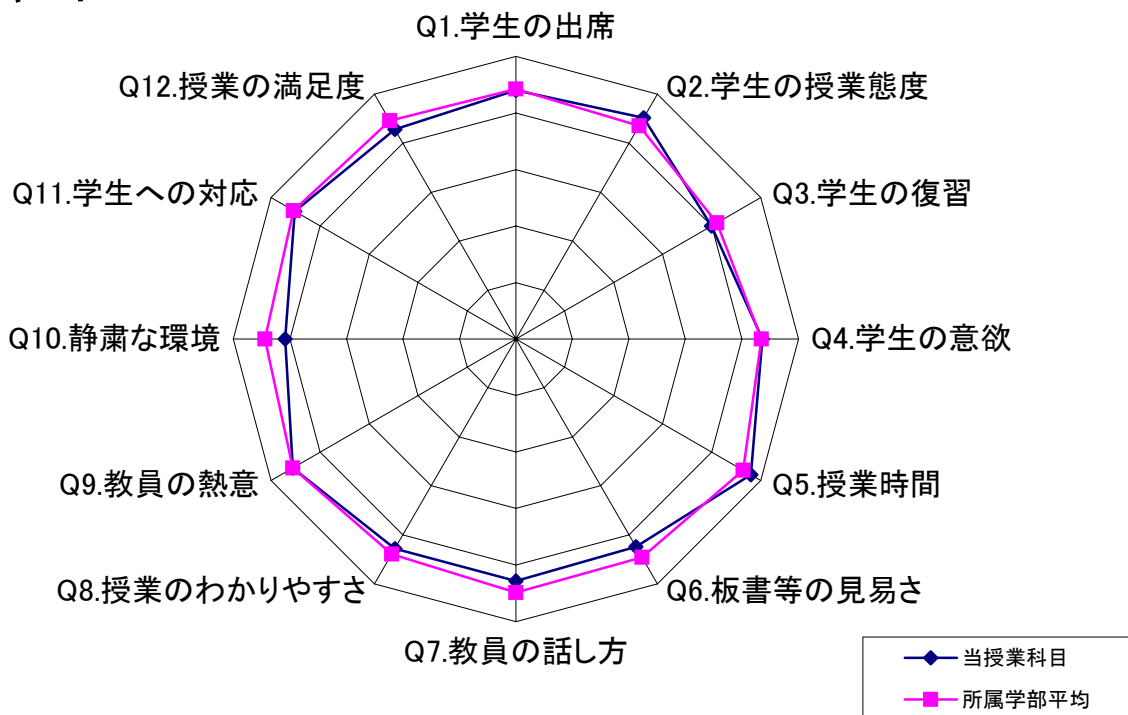 Q1.学生の出席
Q2.学生の授業態度
Q3.学生の復習
Q4.学生の意欲
Q5.授業時間
Q6.板書等の見易さ
Q7.教員の話し方
Q8.授業のわかりやすさ
Q9.教員の熱意
Q10.静粛な環境
Q11.学生への対応
Q12.授業の満足度
当授業科目
所属学部平均